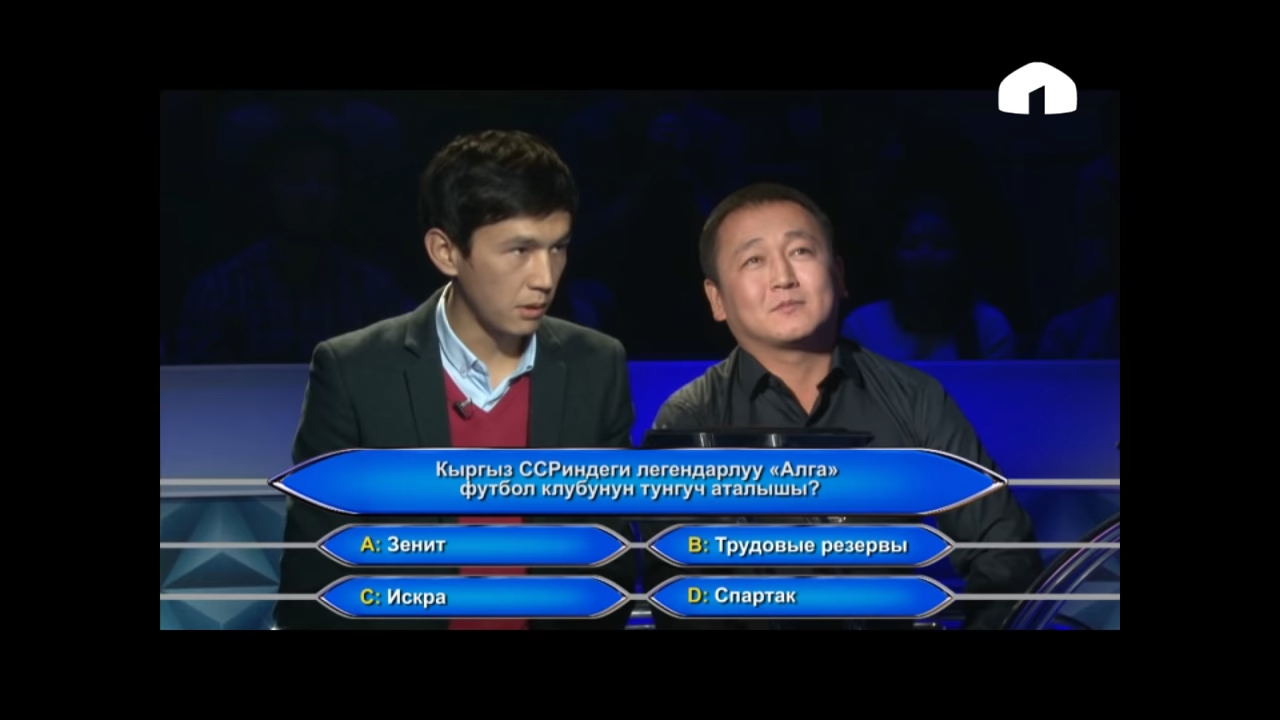 Кыргыз ССРиндеги легендарлуу «Алга»
футбол клубунун тунгуч аталышы?
A: Зенит
B: Трудовые резервы
C: Искра
D: Спартак